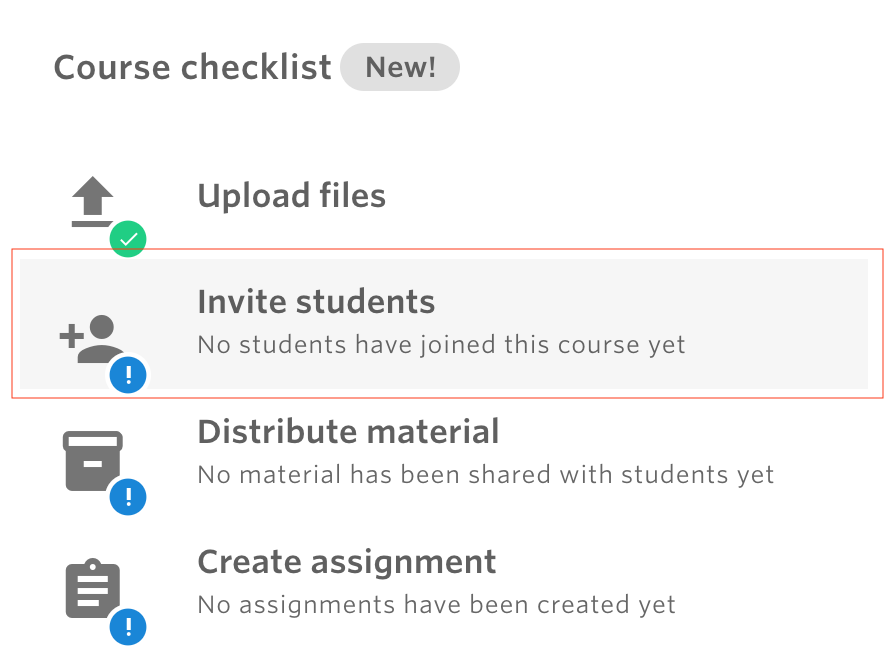 Course checklist New!
Upload files
Invite students
No students have joined this course yet
Distribute material
No material has been shared with students yet
Create assignment
No assignments have been created yet